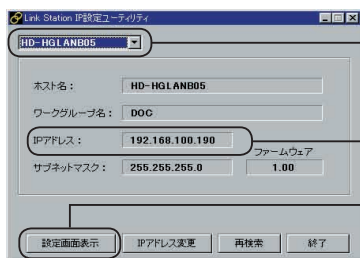 Link Station IP設定ユーティリティ
HD-HGLANB05
ホスト名： HD-HGLANB05
ワークグループ名： DOC
IPアドレス： 192.168.100.190
ファームウェア
サブネットマスク： 255.255.255.0 1.00
設定画面表示 IPアドレス変更 再検索 終了